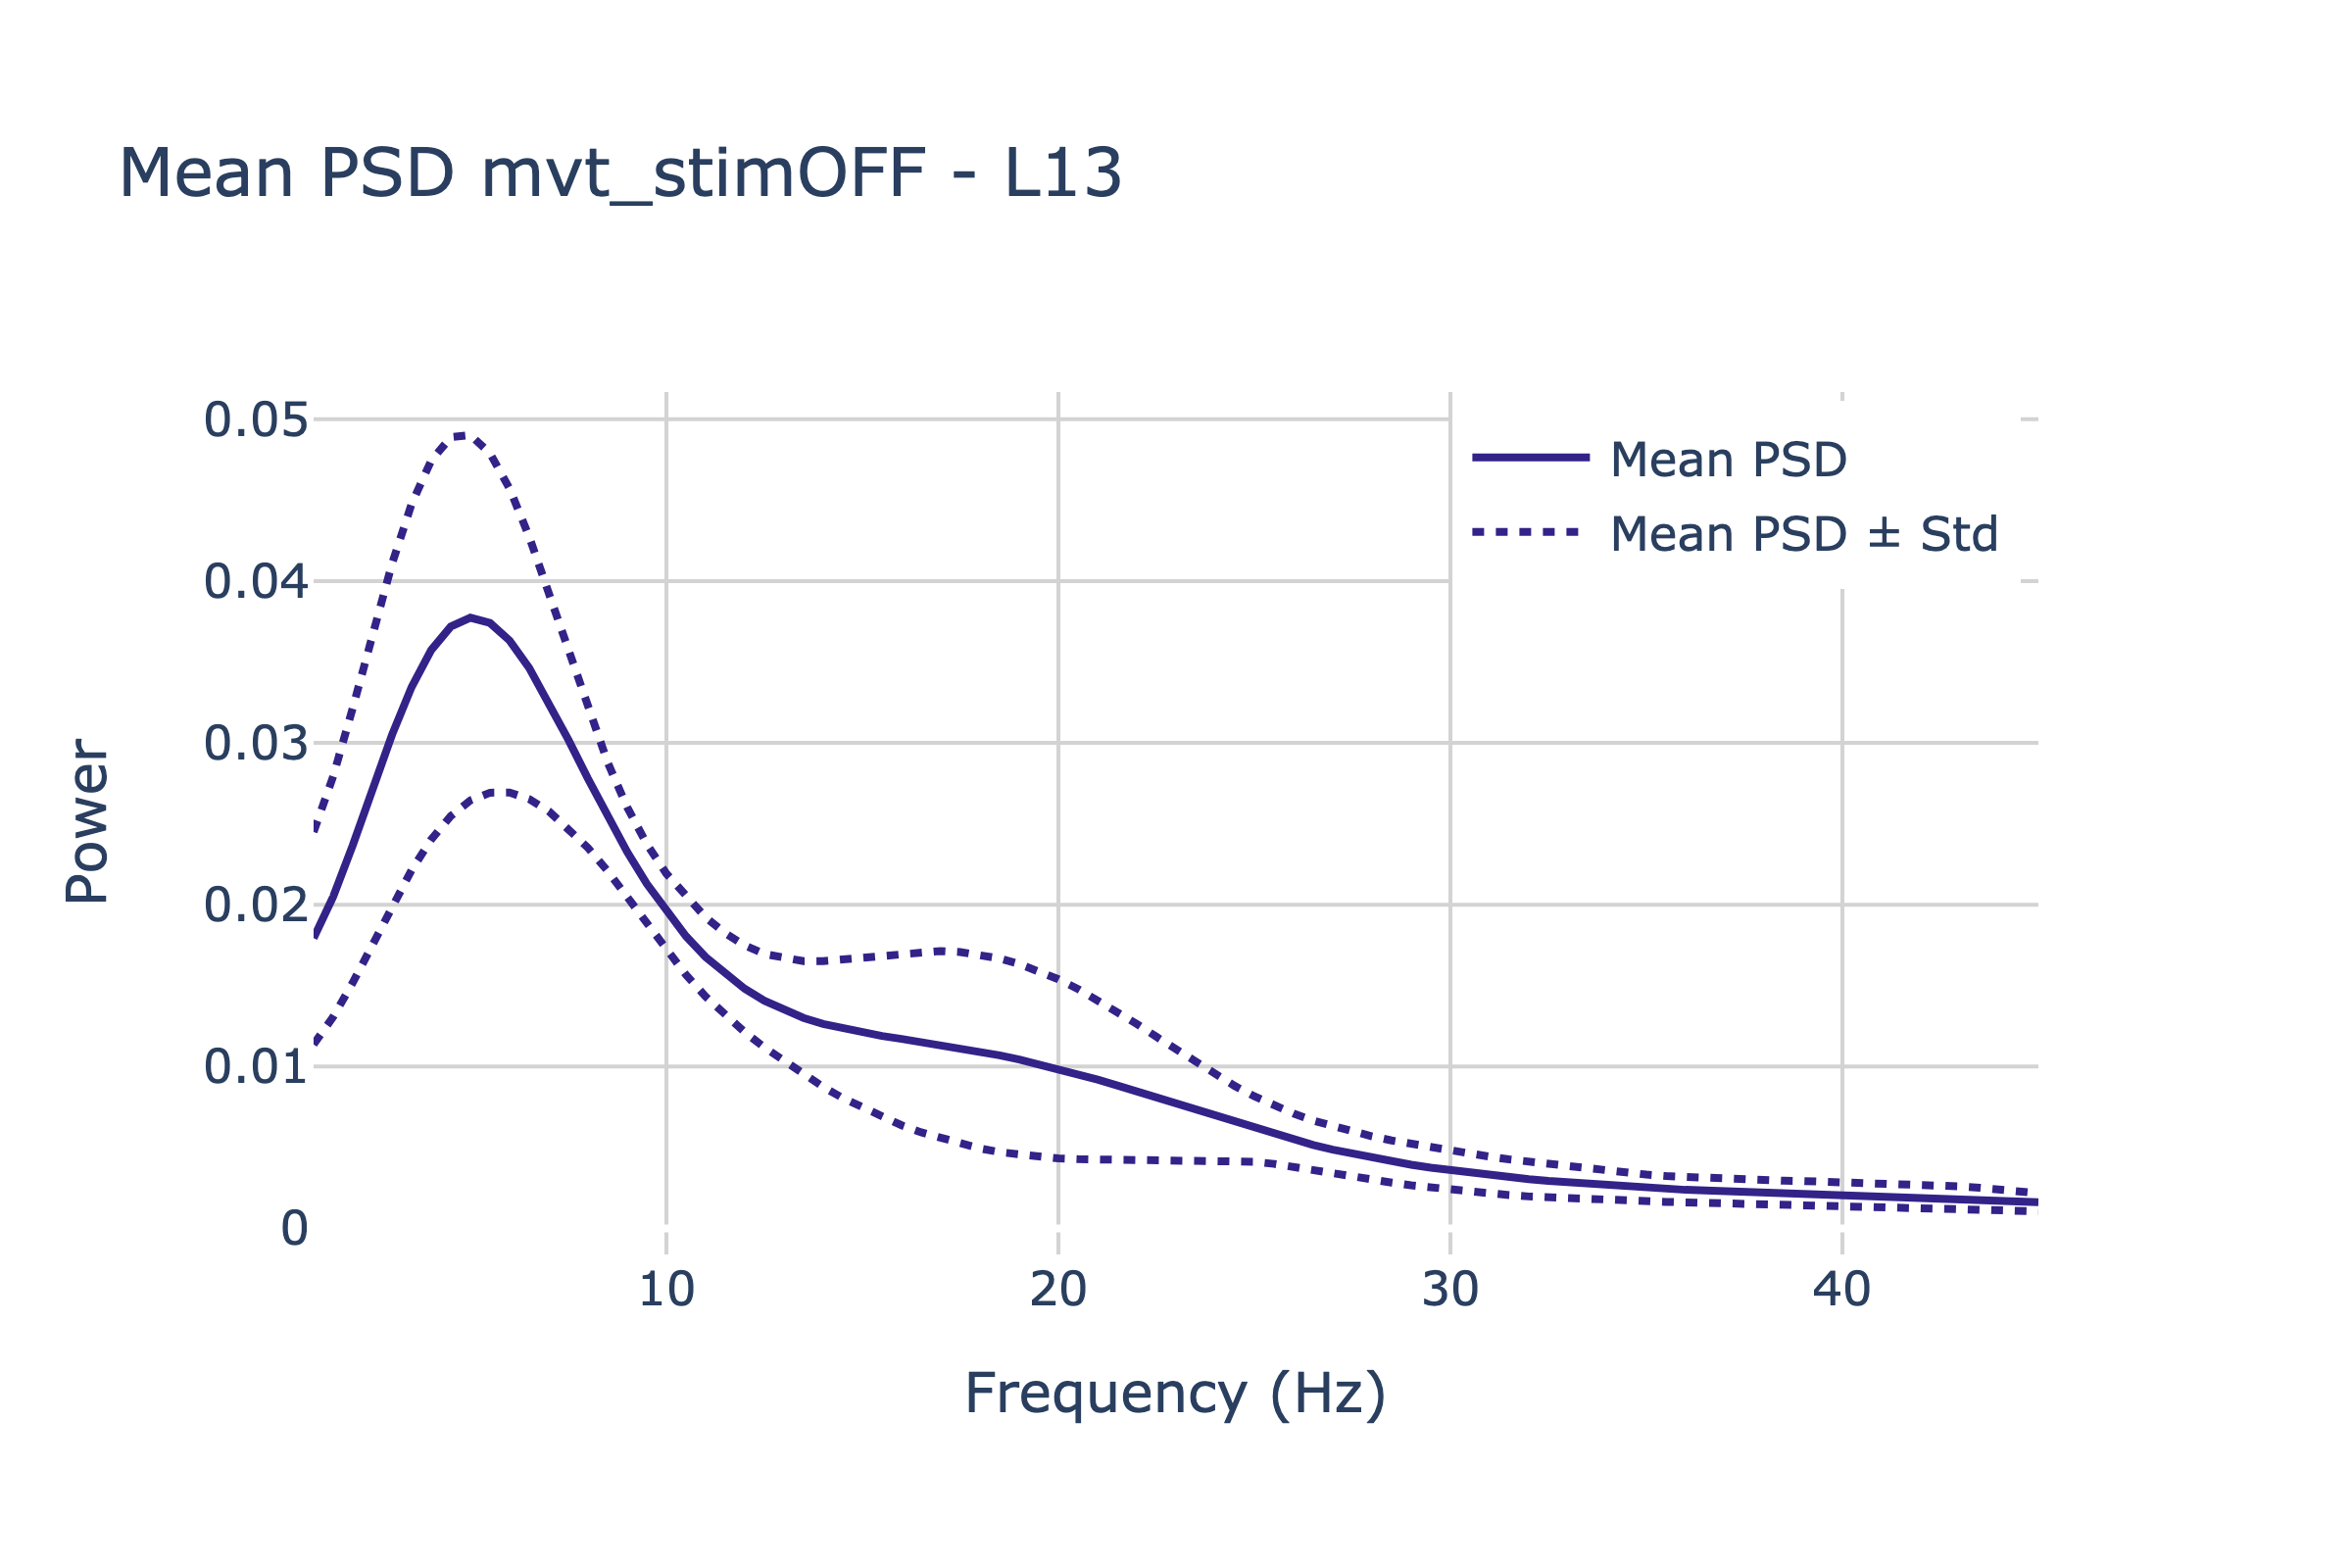 Mean PSD mvt_stimOFF - L13
0.05
0.04
0.03
0.02
0.01
0
Power
Mean PSD
Mean PSD ± Std
10 20 30 40
Frequency (Hz)